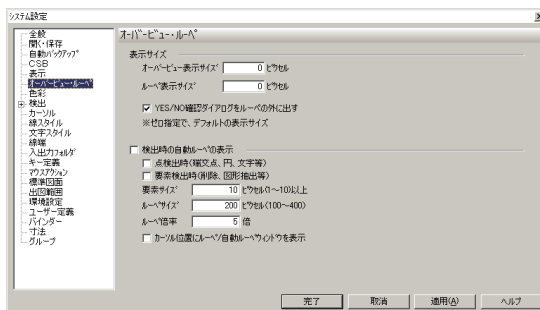 システム設定
全般
開く・保存
自動バックアップ
CSB
表示
オーバービュー・ルーペ
色彩
検出
カーソル
線スタイル
文字スタイル
線端
入出力フォルダ
キー定義
マウスアクション
標準図面
出図範囲
環境設定
ユーザー定義
バインダー
寸法
グループ
オーバービュー・ルーペ
表示サイズ
オーバービュー表示サイズ 0 ピクセル
ルーペ表示サイズ 0 ピクセル
YES/NO確認ダイアログをルーペの外に出す
※ゼロ指定で、デフォルトの表示サイズ
検出時の自動ルーペの表示
点検出時(端交点、円、文字等)
要素検出時(削除、図形抽出等)
要素サイズ 10 ピクセル(1～10)以上
ルーペサイズ 200 ピクセル(100～400)
ルーペ倍率 5 倍
カーソル位置にルーペ/自動ルーペウィンドウを表示
完了 取消 適用(A) ヘルプ